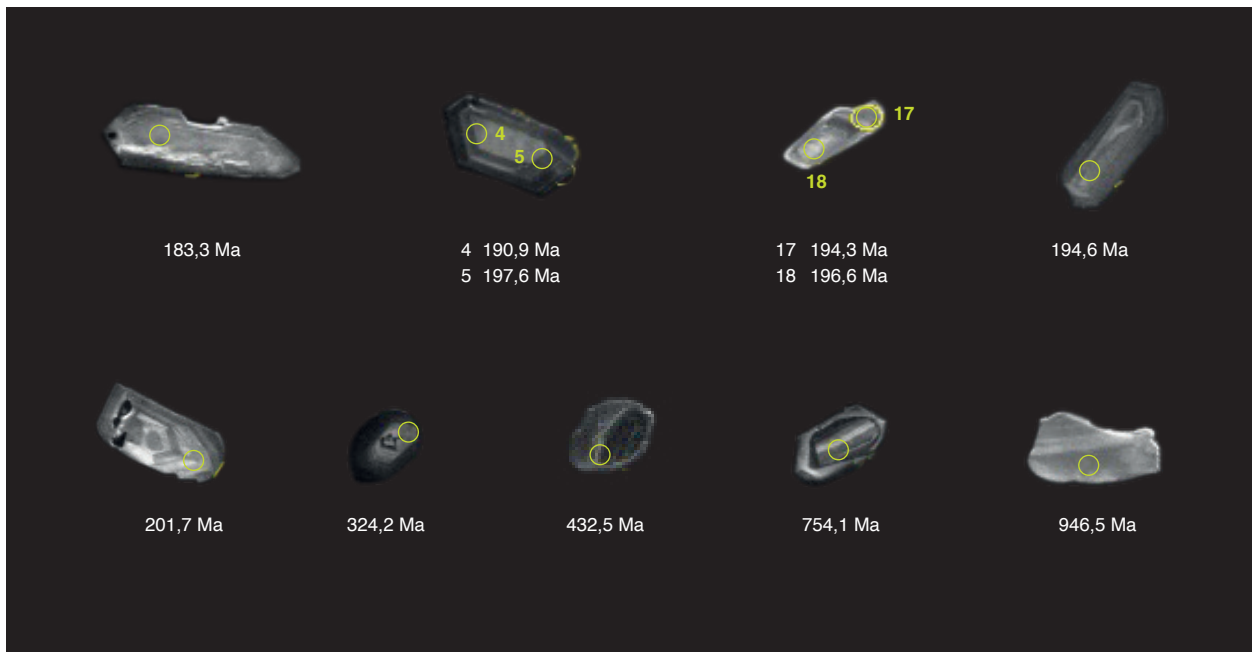 4
5
17
18
183,3 Ma
4 190,9 Ma
17 194,3 Ma
194,6 Ma
5 197,6 Ma
18 196,6 Ma
201,7 Ma
324,2 Ma
432,5 Ma
754,1 Ma
946,5 Ma